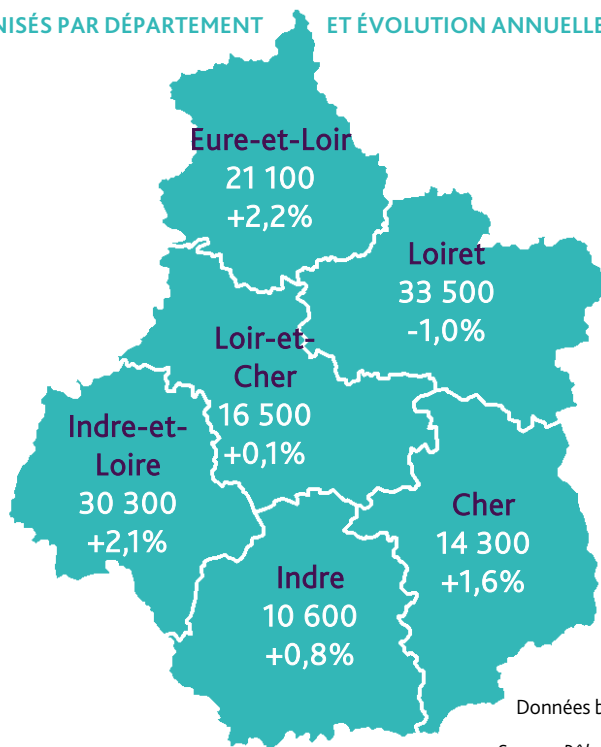 ET ÉVOLUTION ANNUELLE
PAR DÉPARTEMENT
Eure-et-Loir
21 100
+2,2%
Loiret
33 500
-1,0%
Loir-et-
Cher
16 500
+0,1%
Indre-et-
Loire
30 300
+2,1%
Cher
14 300
+1,6%
Indre
10 600
+0,8%
Données